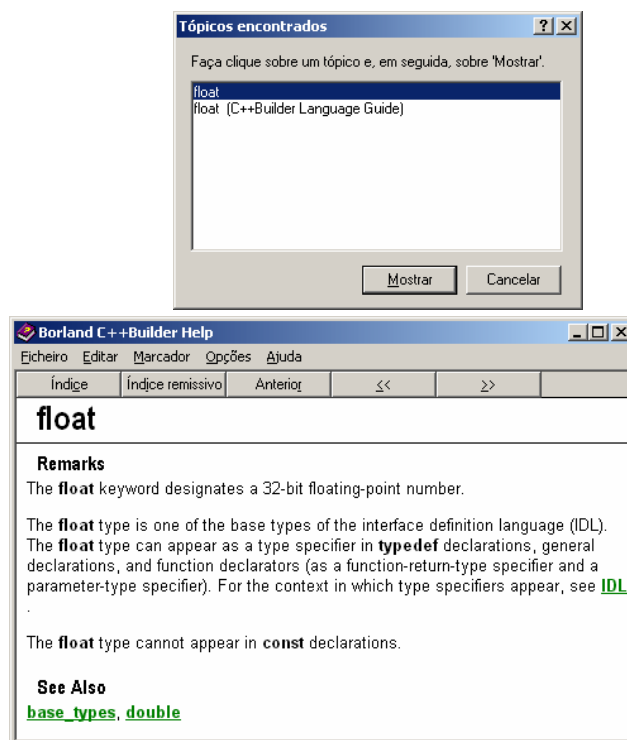 Tópicos encontrados
Faça clique sobre um tópico e, em seguida, sobre 'Mostrar'.
float
float (C++Builder Language Guide)
Mostrar Cancelar
Borland C++Builder Help
Ficheiro Editar Marcador Opções Ajuda
Índice Índice remissivo Anterior << >>
float
Remarks
The float keyword designates a 32-bit floating-point number.
The float type is one of the base types of the interface definition language (IDL).
The float type can appear as a type specifier in typedef declarations, general
declarations, and function declarators (as a function-return-type specifier and a
parameter-type specifier). For the context in which type specifiers appear, see IDL
.
The float type cannot appear in const declarations.
See Also
base_types, double